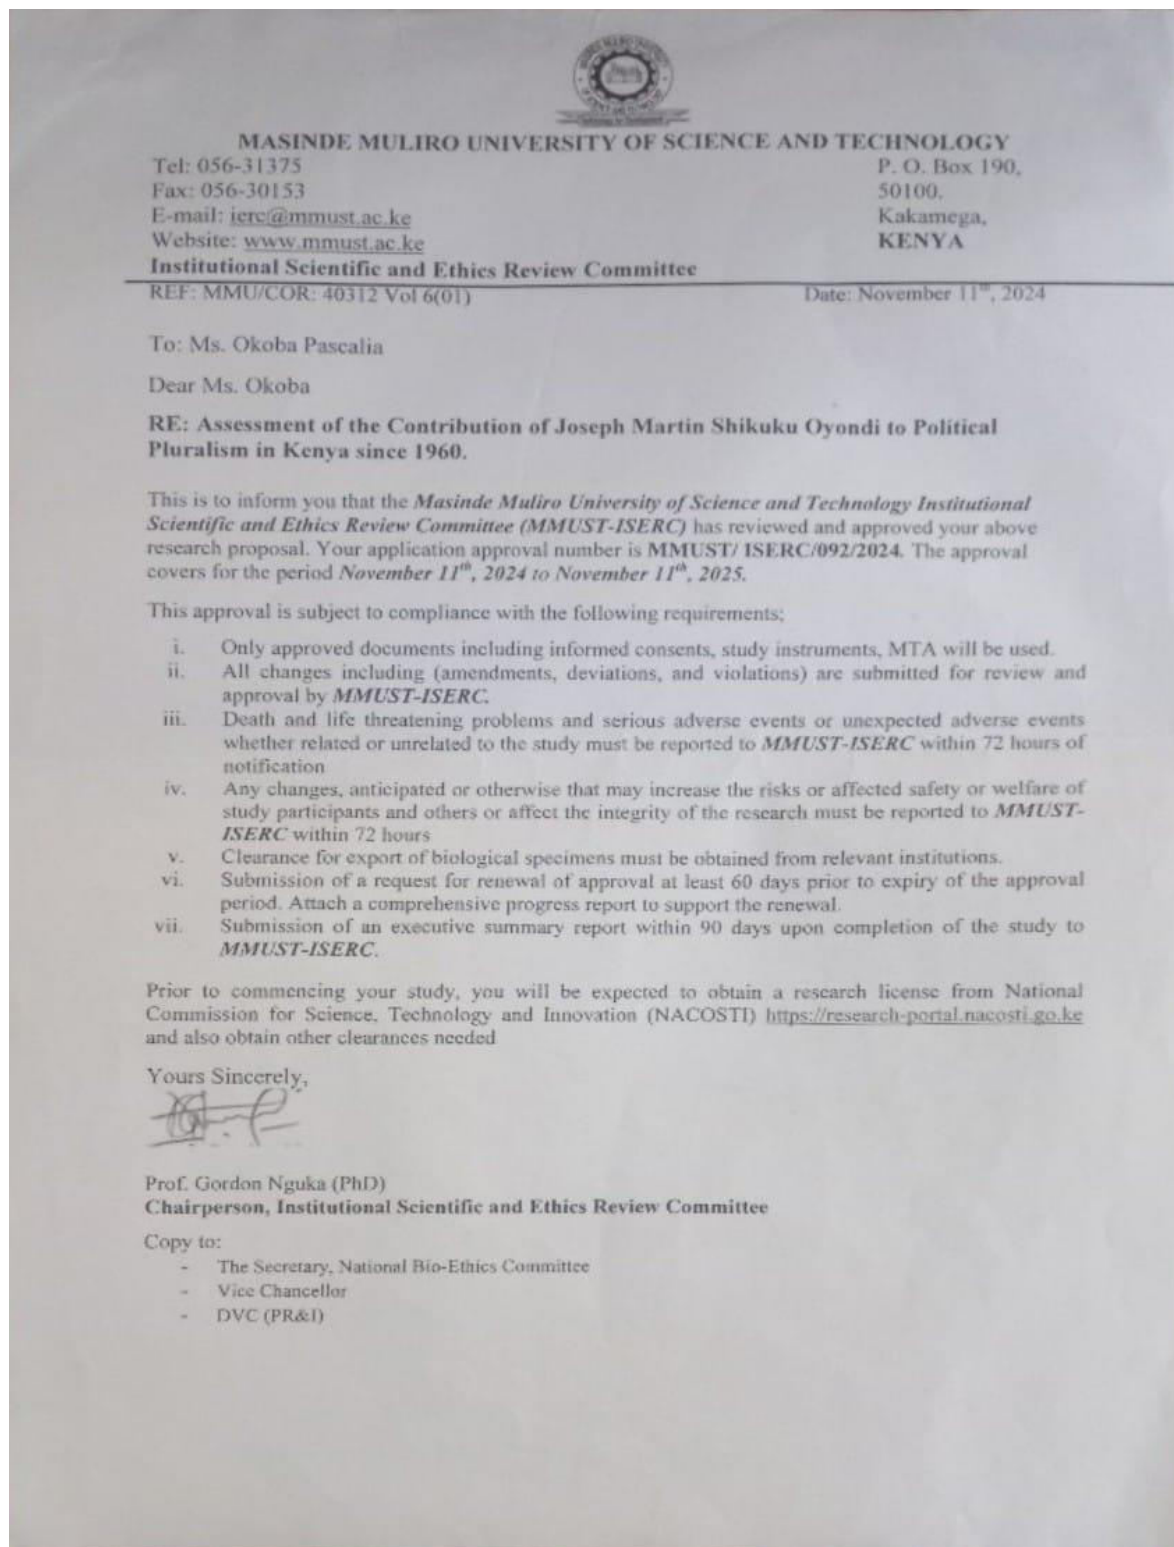 MASINDE MULIRO UNIVERSITY OF SCIENCE AND TECHNOLOGY
Tel: 056-31375
P. O. Box 190,
Fax: 056-30153
50100,
E-mail: ierc@mmust.ac.ke
Kakamega,
Website: www.mmust.ac.ke
KENYA
Institutional Scientific and Ethics Review Committee
REF: MMU/COR: 40312 Vol 6(01)
Date: November 11th, 2024
To: Ms. Okoba Pascalia
Dear Ms. Okoba
RE: Assessment of the Contribution of Joseph Martin Shikuku Oyondi to Political
Pluralism in Kenya since 1960.
This is to inform you that the Masinde Muliro University of Science and Technology Institutional
Scientific and Ethics Review Committee (MMUST-ISERC) has reviewed and approved your above
research proposal. Your application approval number is MMUST/ ISERC/092/2024. The approval
covers for the period November 11th, 2024 to November 11th, 2025.
This approval is subject to compliance with the following requirements;
i. Only approved documents including informed consents, study instruments, MTA will be used.
ii. All changes including (amendments, deviations, and violations) are submitted for review and
approval by MMUST-ISERC.
iii. Death and life threatening problems and serious adverse events or unexpected adverse events
whether related or unrelated to the study must be reported to MMUST-ISERC within 72 hours of
notification
iv. Any changes, anticipated or otherwise that may increase the risks or affected safety or welfare of
study participants and others or affect the integrity of the research must be reported to MMUST-
ISERC within 72 hours
v. Clearance for export of biological specimens must be obtained from relevant institutions.
vi. Submission of a request for renewal of approval at least 60 days prior to expiry of the approval
period. Attach a comprehensive progress report to support the renewal.
vii. Submission of an executive summary report within 90 days upon completion of the study to
MMUST-ISERC.
Prior to commencing your study, you will be expected to obtain a research license from National
Commission for Science, Technology and Innovation (NACOSTI) https://research-portal.nacosti.go.ke
and also obtain other clearances needed
Yours Sincerely,
Prof. Gordon Nguka (PhD)
Chairperson, Institutional Scientific and Ethics Review Committee
Copy to:
- The Secretary, National Bio-Ethics Committee
- Vice Chancellor
- DVC (PR&I)